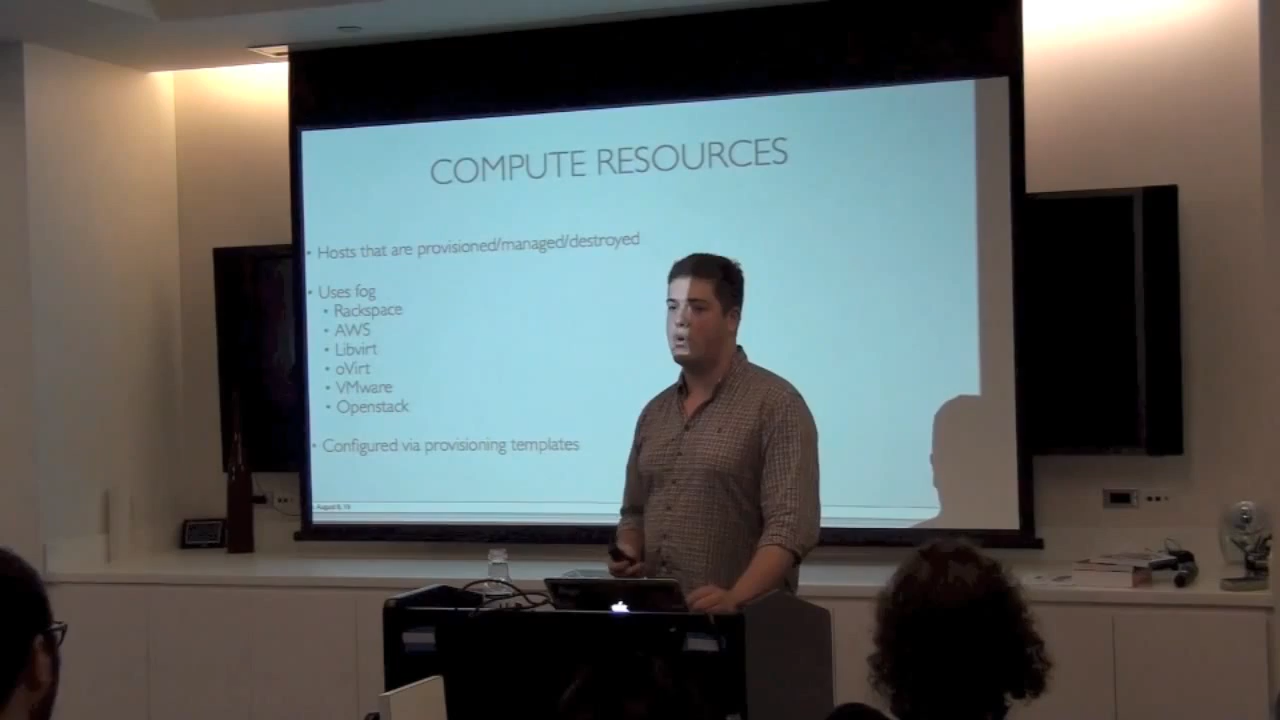 COMPUTE RESOURCES
• Hosts that are provisioned/managed/destroyed
• Uses fog
• Rackspace
• AWS
• Libvirt
• oVirt
• VMware
• Openstack
• Configured via provisioning templates